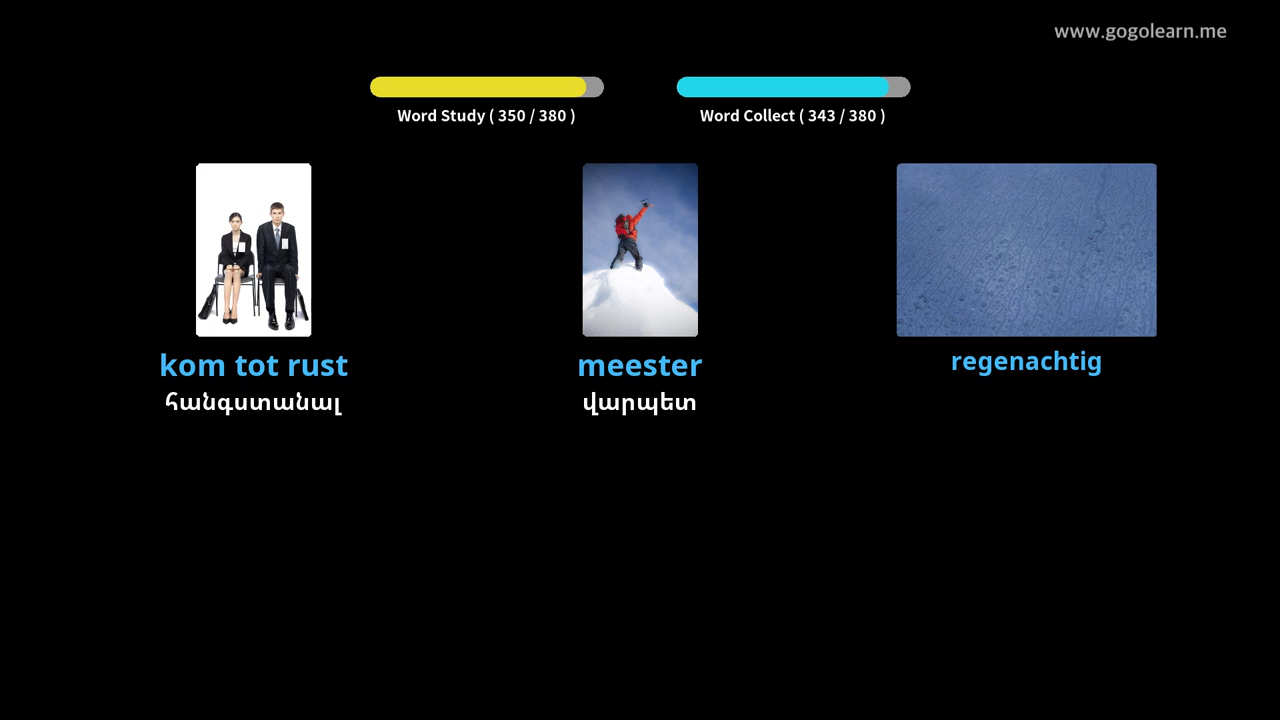 www.gogolearn.me
Word Study ( 350 / 380 )
Word Collect ( 343 / 380 )
kom tot rust
հանգստանալ
meester
վարպետ
regenachtig